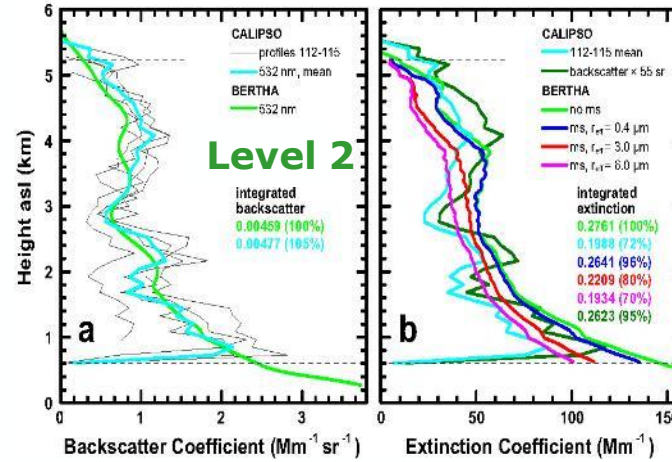 CALIPSO
profiles 112-115
532 nm, mean
BERTHA
532 nm
Level 2
integrated
backscatter
0.00459 (100%)
0.00477 (105%)
a
Height asl (km)
6
5
4
3
2
1
0
0 1 2 3
Backscatter Coefficient (Mm⁻¹ sr⁻¹)
CALIPSO
112-115 mean
backscatter × 55 sr
BERTHA
no ms
ms, r_eff = 0.4 µm
ms, r_eff = 3.0 µm
ms, r_eff = 6.0 µm
integrated
extinction
0.2761 (100%)
0.1988 (72%)
0.2641 (96%)
0.2209 (80%)
0.1934 (70%)
0.2623 (95%)
b
0 50 100 15
Extinction Coefficient (Mm⁻¹)